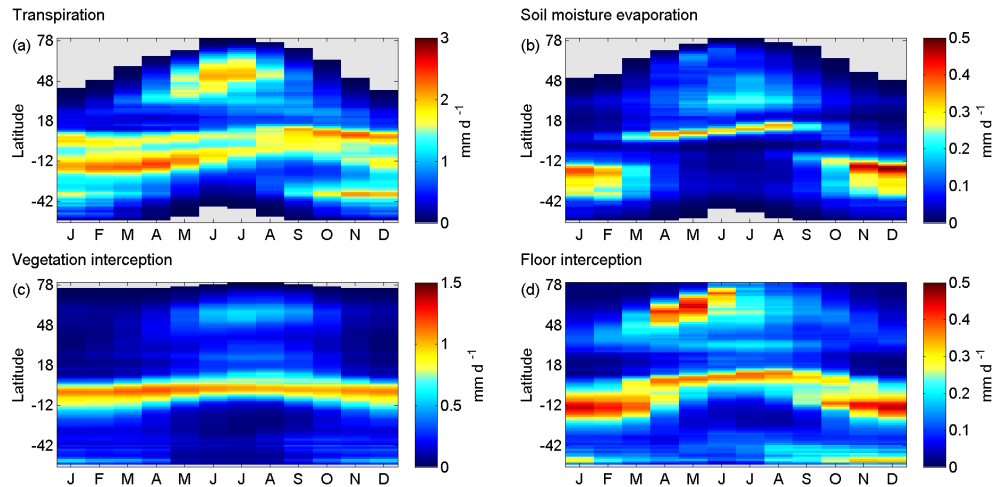 Transpiration
Soil moisture evaporation
(a)
(b)
Latitude
78
48
18
-12
-42
J F M A M J J A S O N D
3
2
1
0
mm d -1
Latitude
78
48
18
-12
-42
J F M A M J J A S O N D
0.5
0.4
0.3
0.2
0.1
0
mm d -1
Vegetation interception
Floor interception
(c)
(d)
Latitude
78
48
18
-12
-42
J F M A M J J A S O N D
1.5
1
0.5
0
mm d -1
Latitude
78
48
18
-12
-42
J F M A M J J A S O N D
0.5
0.4
0.3
0.2
0.1
0
mm d -1